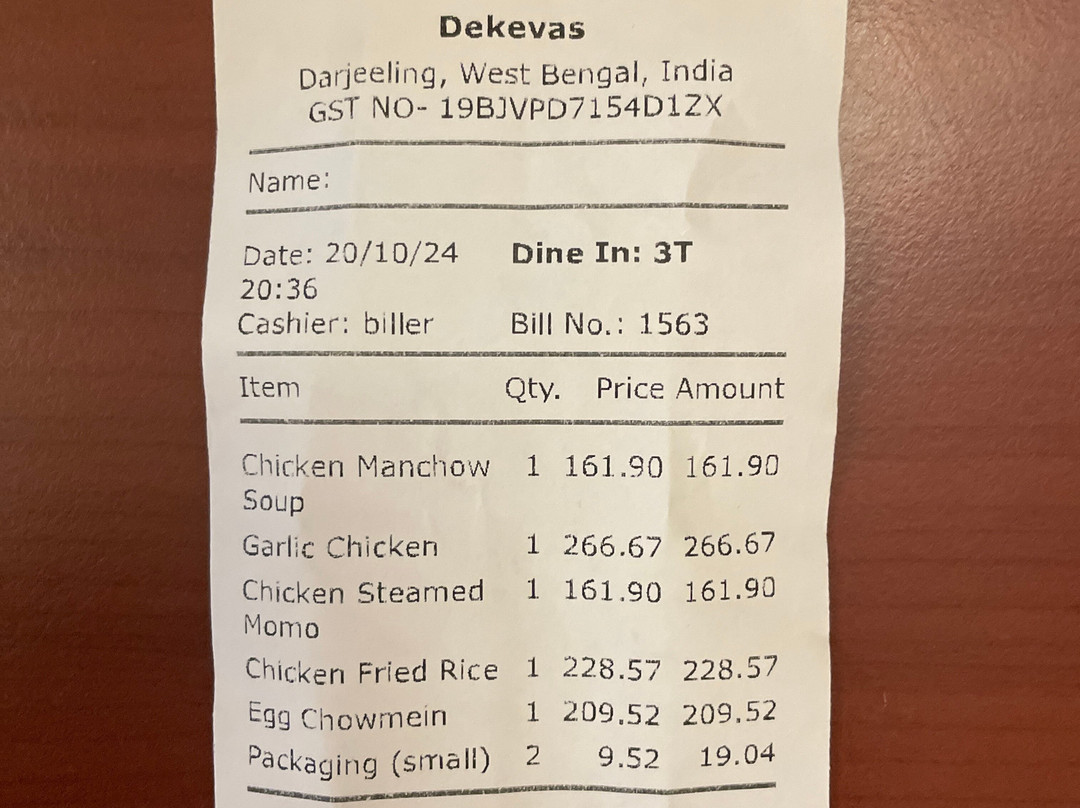 Dekevas
Darjeeling, West Bengal, India
GST NO- 19BJVPD7154D1ZX
Name:
Date: 20/10/24 Dine In: 3T
20:36
Cashier: biller Bill No.: 1563
Item Qty. Price Amount
Chicken Manchow 1 161.90 161.90
Soup
Garlic Chicken 1 266.67 266.67
Chicken Steamed 1 161.90 161.90
Momo
Chicken Fried Rice 1 228.57 228.57
Egg Chowmein 1 209.52 209.52
Packaging (small) 2 9.52 19.04